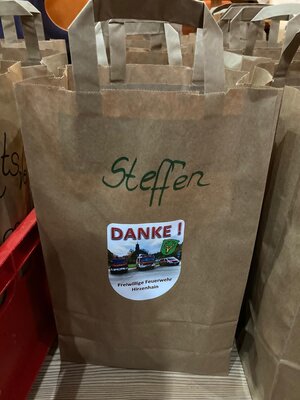 Steffen
DANKE !
Freiwillige Feuerwehr
Hirzenhain